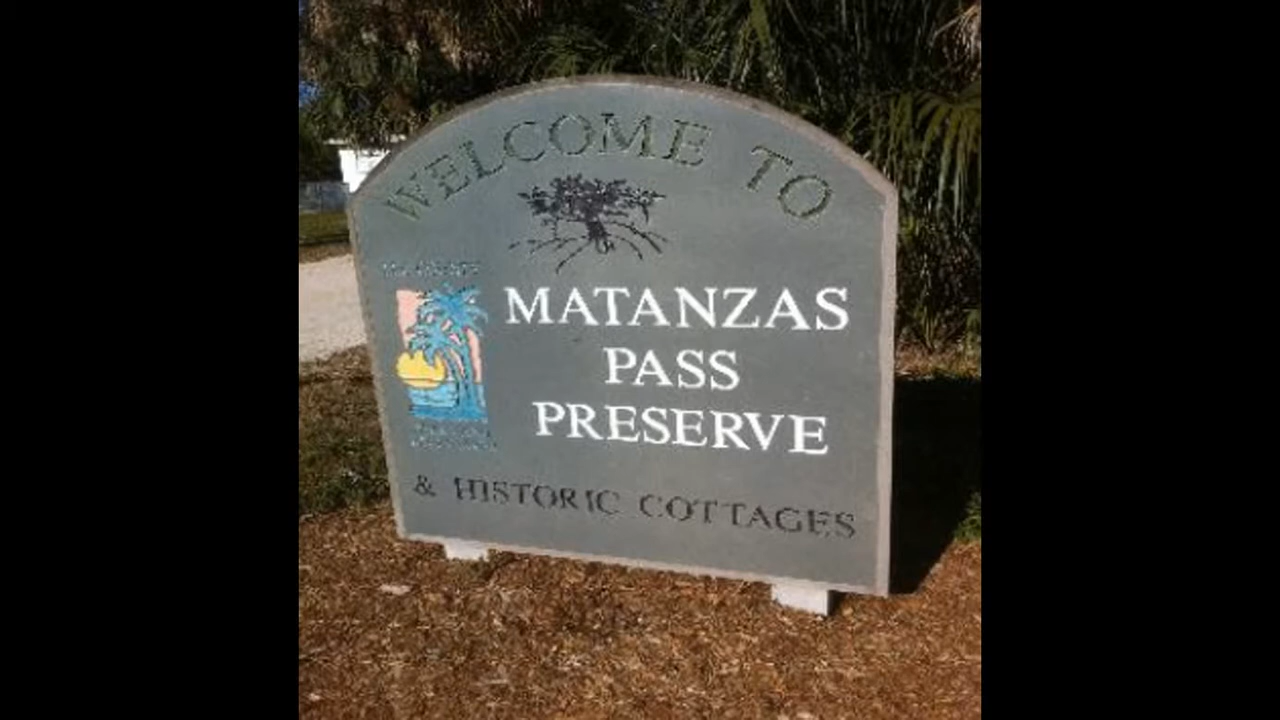 WELCOME TO
MATANZAS
PASS
PRESERVE
& HISTORIC COTTAGES